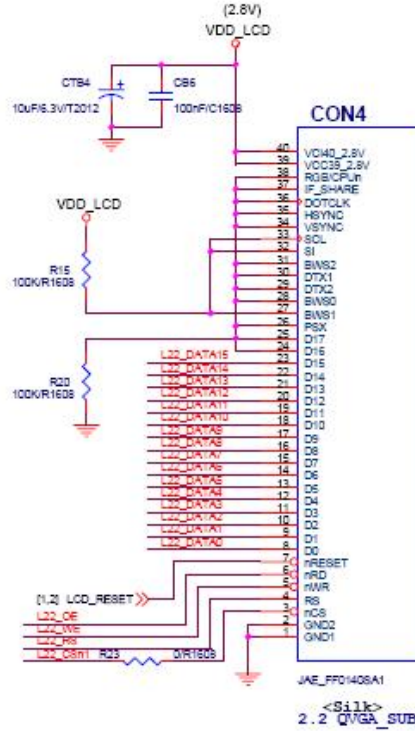 (2.8V)
VDD_LCD
CTB4
10uF/6.3V/T2012
CB6
100nF/C1608
CON4
VDD_LCD
R15
100K/R1608
R20
100K/R1608
40 VCI40_2.8V
39 VCC39_2.8V
38 RGB/CPUn
37 IF_SHARE
36 DOTCLK
35 HSYNC
34 VSYNC
33 SCL
32 SI
31 BWS2
30 DTX1
29 DTX2
28 BWS0
27 BWS1
26 PSX
25 D17
24 D16
L22_DATA15 23 D15
L22_DATA14 22 D14
L22_DATA13 21 D13
L22_DATA12 20 D12
L22_DATA11 19 D11
L22_DATA10 18 D10
L22_DATA9 17 D9
L22_DATA8 16 D8
L22_DATA7 15 D7
L22_DATA6 14 D6
L22_DATA5 13 D5
L22_DATA4 12 D4
L22_DATA3 11 D3
L22_DATA2 10 D2
L22_DATA1 9 D1
L22_DATA0 8 D0
7 nRESET
6 nRD
5 nWR
4 RS
3 nCS
2 GND2
1 GND1
[1,2] LCD_RESET
L22_OE
L22_WE
L22_RS
L22_CSn1 R23 0/R1608
JAE_FF0140SA1
<Silk>
2.2 QVGA_SUB